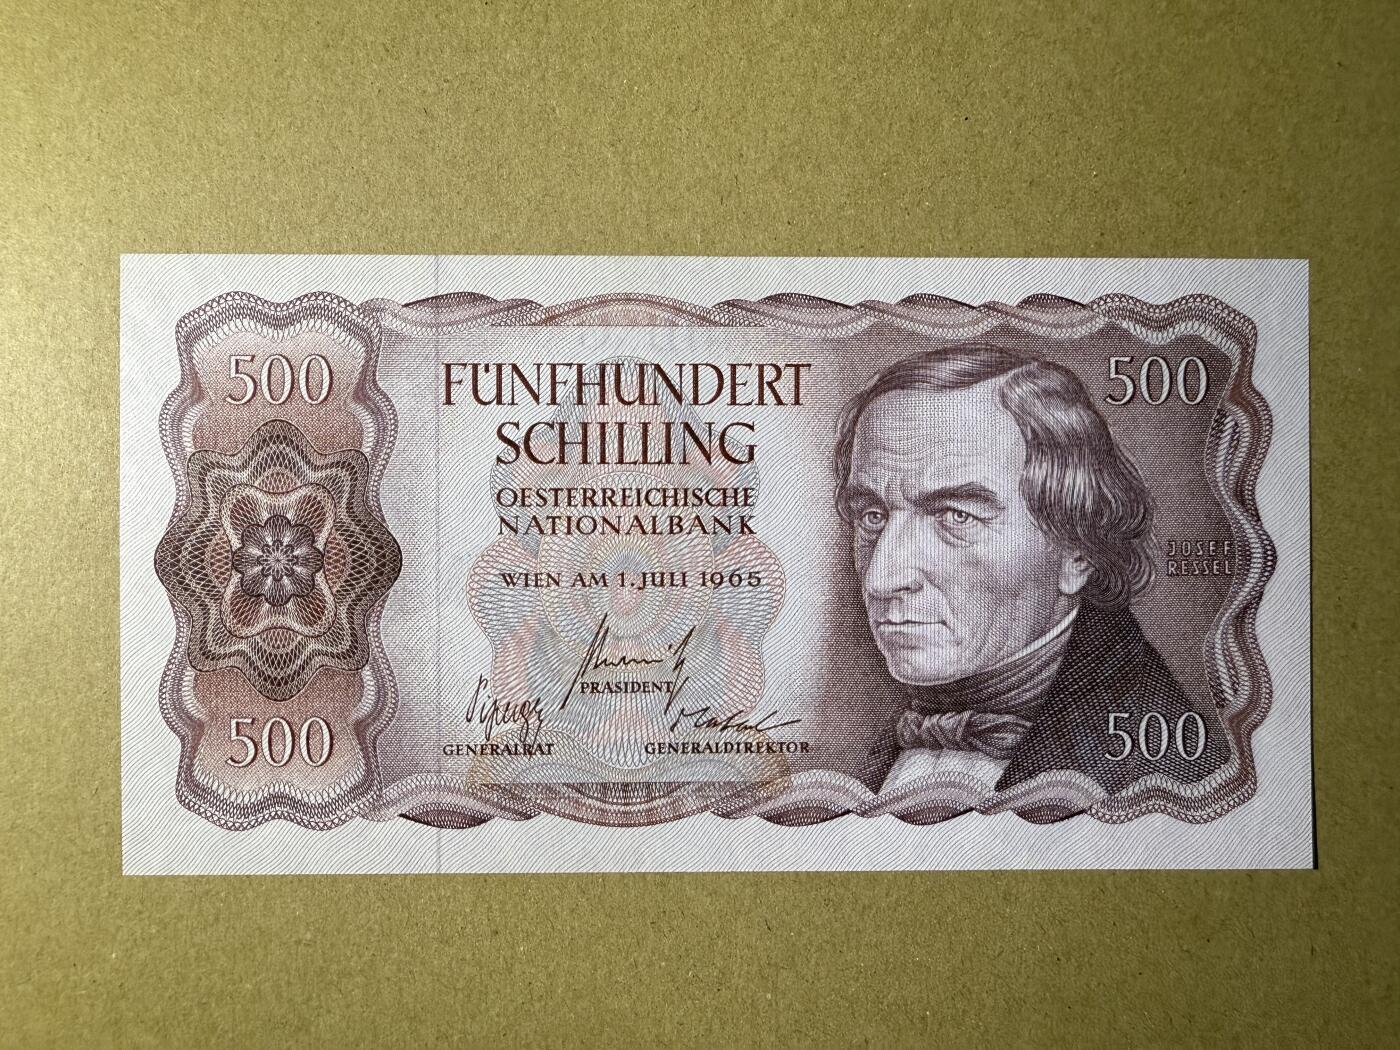 500
500
FÜNFHUNDERT
SCHILLING
OESTERREICHISCHE
NATIONALBANK
WIEN AM 1. JULI 1965
JOSEF
RESSEL
PRÄSIDENT
GENERALRAT
GENERALDIREKTOR
500
500